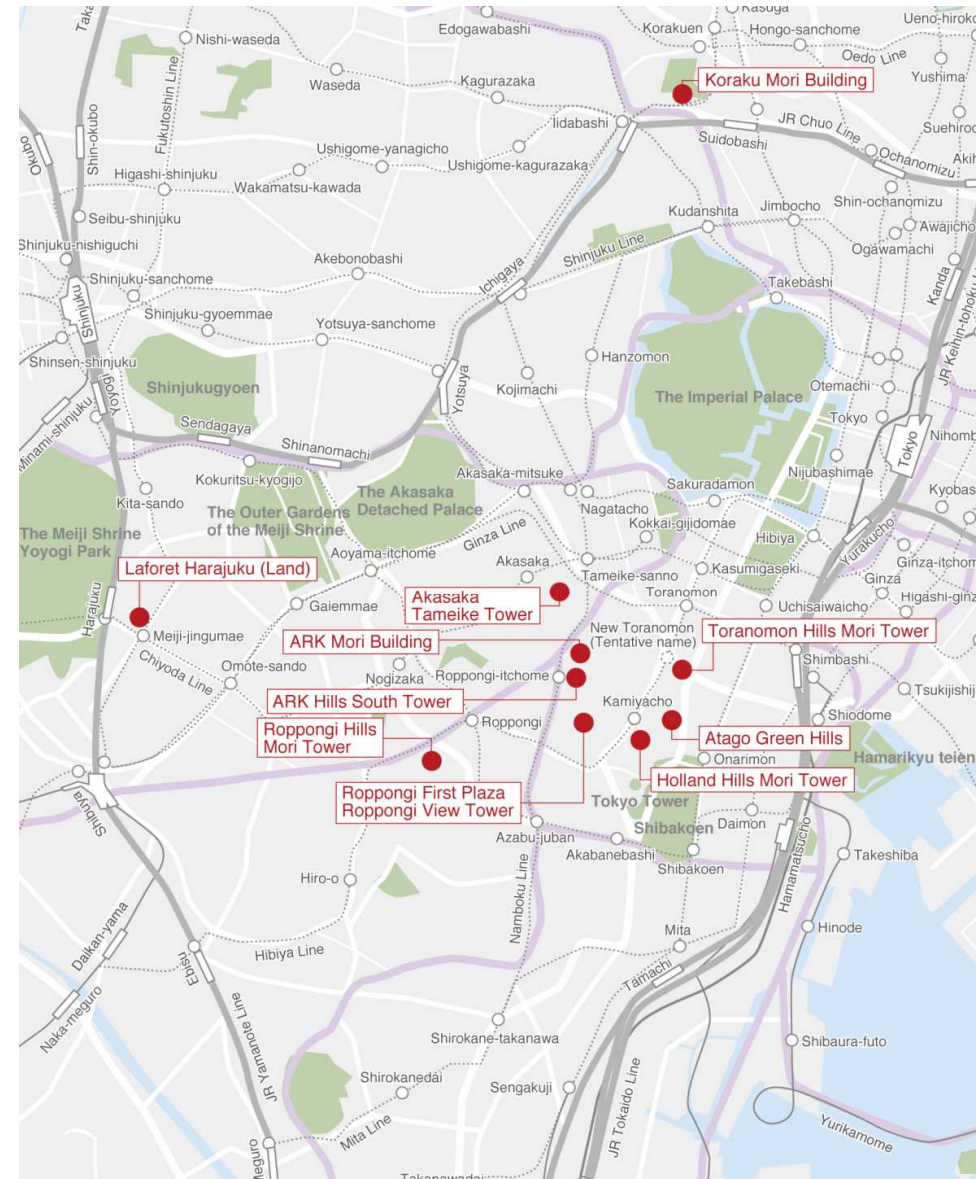 Kasuga
Ueno-hiroko
Edogawabashi
Korakuen
Hongo-sanchome
Nishi-waseda
Oedo Line
Yushima
Waseda
Kagurazaka
Koraku Mori Building
Fukutoshin Line
Okubo
Shin-okubo
Iidabashi
JR Chuo Line
Suehiro
Suidobashi
Ushigome-yanagicho
Ushigome-kagurazaka
Ochanomizu
Akih
Higashi-shinjuku
Wakamatsu-kawada
Shin-ochanomizu
Seibu-shinjuku
Kudanshita
Jimbocho
Awajicho
Shinjuku-nishiguchi
Shinjuku Line
Ogawamachi
Akebonobashi
Ichigaya
Kanda
Shinjuku-sanchome
Takebashi
Shinjuku
Shinjuku-gyoemmae
Yotsuya-sanchome
JR Keihin-tohoku
Shinsen-shinjuku
Hanzomon
Yoyogi
Shinjukugyoen
Yotsuya
Kojimachi
Otemachi
The Imperial Palace
Minami-shinjuku
Sendagaya
Tokyo
Tokyo
Nihomb
Shinanomachi
Kokuritsu-kyogijo
Akasaka-mitsuke
Nijubashimae
Kita-sando
The Akasaka
Detached Palace
Sakuradamon
Kyobas
The Outer Gardens
of the Meiji Shrine
Nagatacho
The Meiji Shrine
Yoyogi Park
Kokkai-gijidomae
Ginza Line
Hibiya
Yurakucho
Aoyama-itchome
Laforet Harajuku (Land)
Akasaka
Tameike-sanno
Kasumigaseki
Ginza-itchom
Ginza
Harajuku
Akasaka
Tameike Tower
Toranomon
Uchisaiwaicho
Higashi-ginz
Gaiemmae
Meiji-jingumae
ARK Mori Building
New Toranomon
(Tentative name)
Toranomon Hills Mori Tower
Chiyoda Line
Omote-sando
Nogizaka
Roppongi-itchome
Shimbashi
ARK Hills South Tower
Kamiyacho
Tsukijishij
Roppongi Hills
Mori Tower
Roppongi
Shiodome
Atago Green Hills
Onarimon
Hamarikyu teien
Shibuya
Holland Hills Mori Tower
Roppongi First Plaza
Roppongi View Tower
Tokyo Tower
Shibakoen
Daimon
Azabu-juban
Akabanebashi
Hamamatsucho
Takeshiba
Shibakoen
Hiro-o
Namboku Line
Daikan-yama
Ebisu
Hibiya Line
Mita
Hinode
Tamachi
Naka-meguro
JR Yamanote Line
Shirokane-takanawa
Shibaura-futo
Shirokanedai
Sengakuji
JR Tokaido Line
Mita Line
Yurikamome
Meguro
Takanawadai